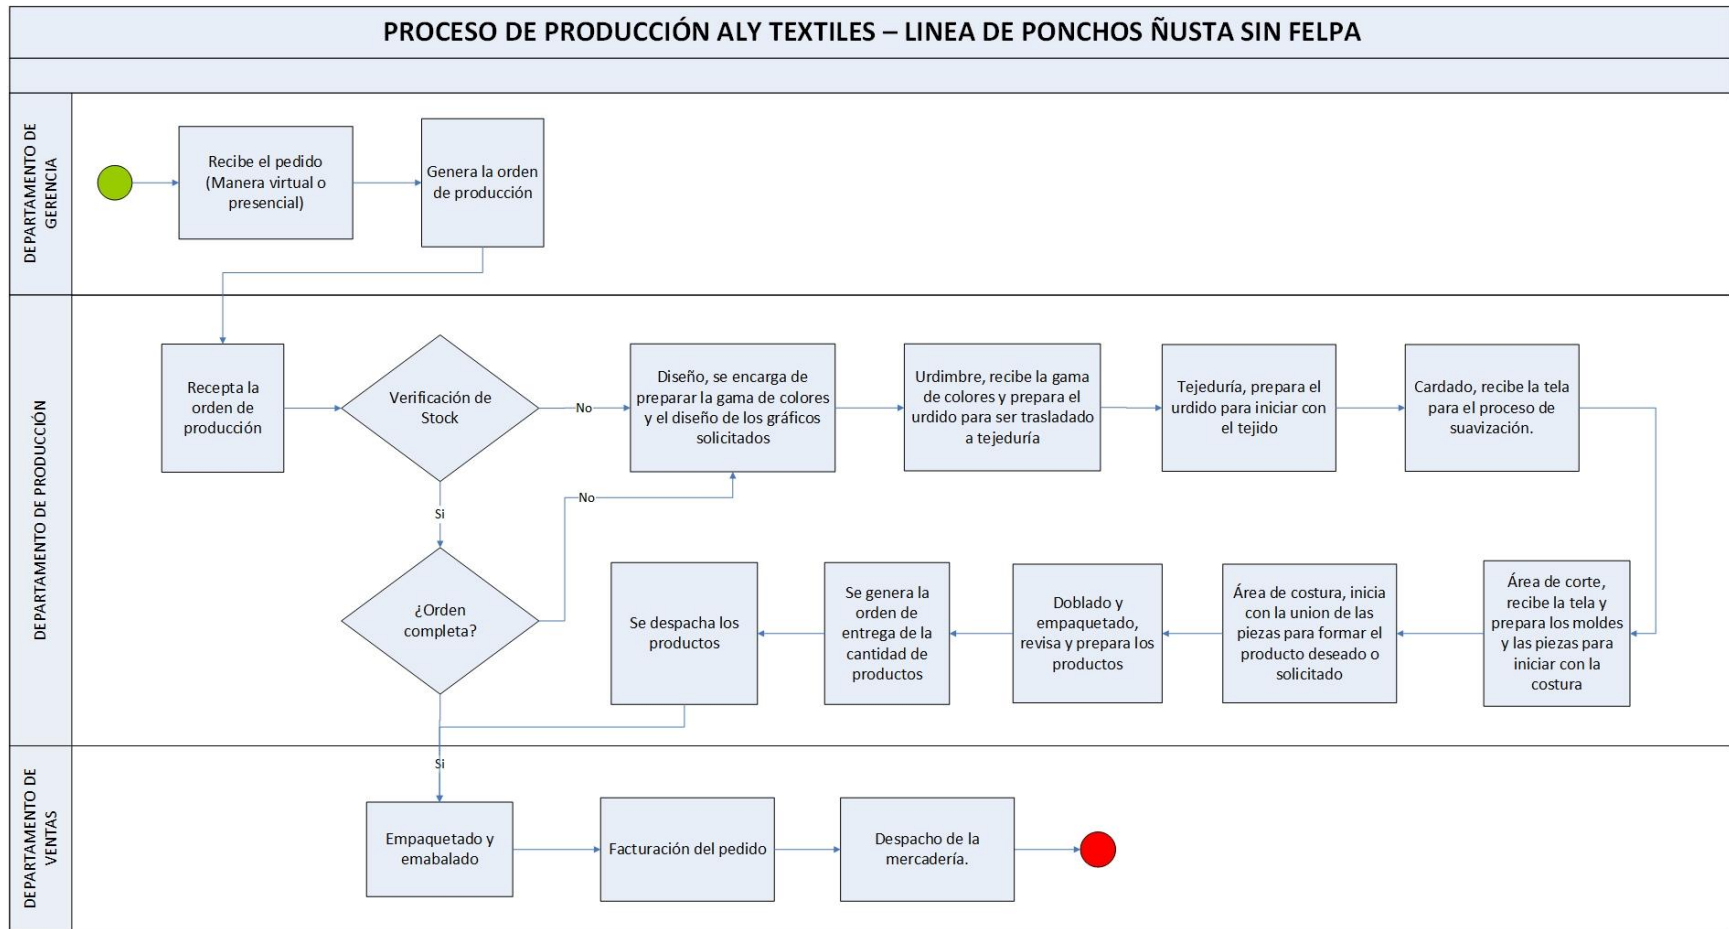 PROCESO DE PRODUCCIÓN ALY TEXTILES – LINEA DE PONCHOS ÑUSTA SIN FELPA
DEPARTAMENTO DE
GERENCIA
Recibe el pedido
(Manera virtual o
presencial)
Genera la orden
de producción
DEPARTAMENTO DE PRODUCCIÓN
Recepta la
orden de
producción
Verificación de
Stock
No
Diseño, se encarga de
preparar la gama de colores
y el diseño de los gráficos
solicitados
Urdimbre, recibe la gama
de colores y prepara el
urdido para ser trasladado
a tejeduría
Tejeduría, prepara el
urdido para iniciar con
el tejido
Cardado, recibe la tela
para el proceso de
suavización.
Si
No
¿Orden
completa?
Se despacha los
productos
Se genera la
orden de
entrega de la
cantidad de
productos
Doblado y
empaquetado,
revisa y prepara los
productos
Área de costura, inicia
con la union de las
piezas para formar el
producto deseado o
solicitado
Área de corte,
recibe la tela y
prepara los moldes
y las piezas para
iniciar con la
costura
DEPARTAMENTO DE
VENTAS
Si
Empaquetado y
emabalado
Facturación del pedido
Despacho de la
mercadería.